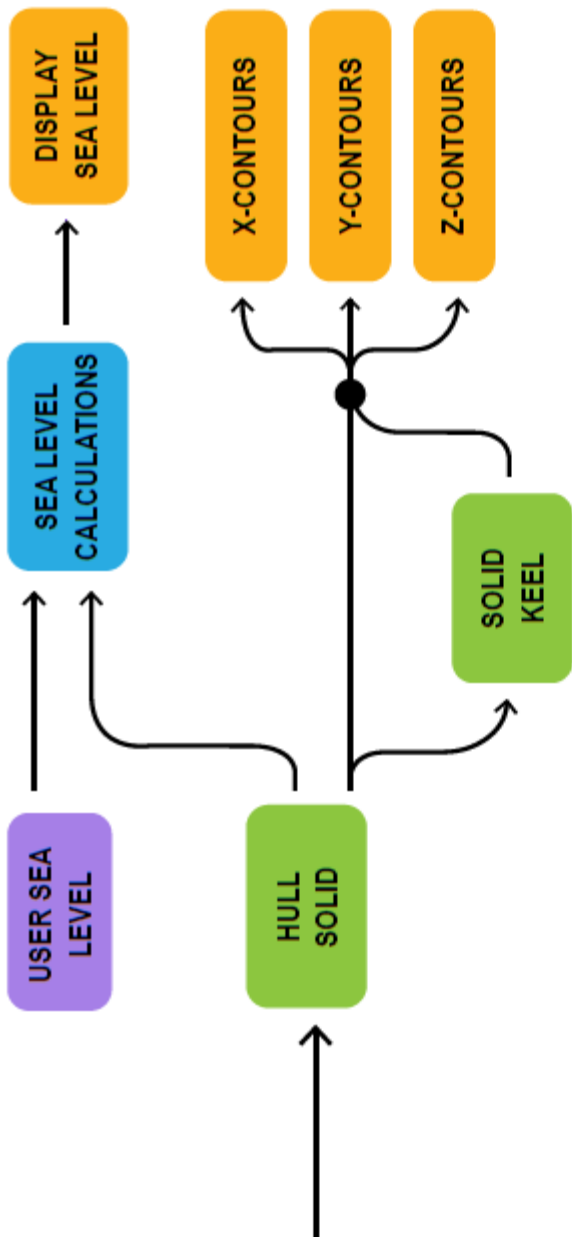 DISPLAY
SEA LEVEL
X-CONTOURS
Y-CONTOURS
Z-CONTOURS
SEA LEVEL
CALCULATIONS
SOLID
KEEL
USER SEA
LEVEL
HULL
SOLID